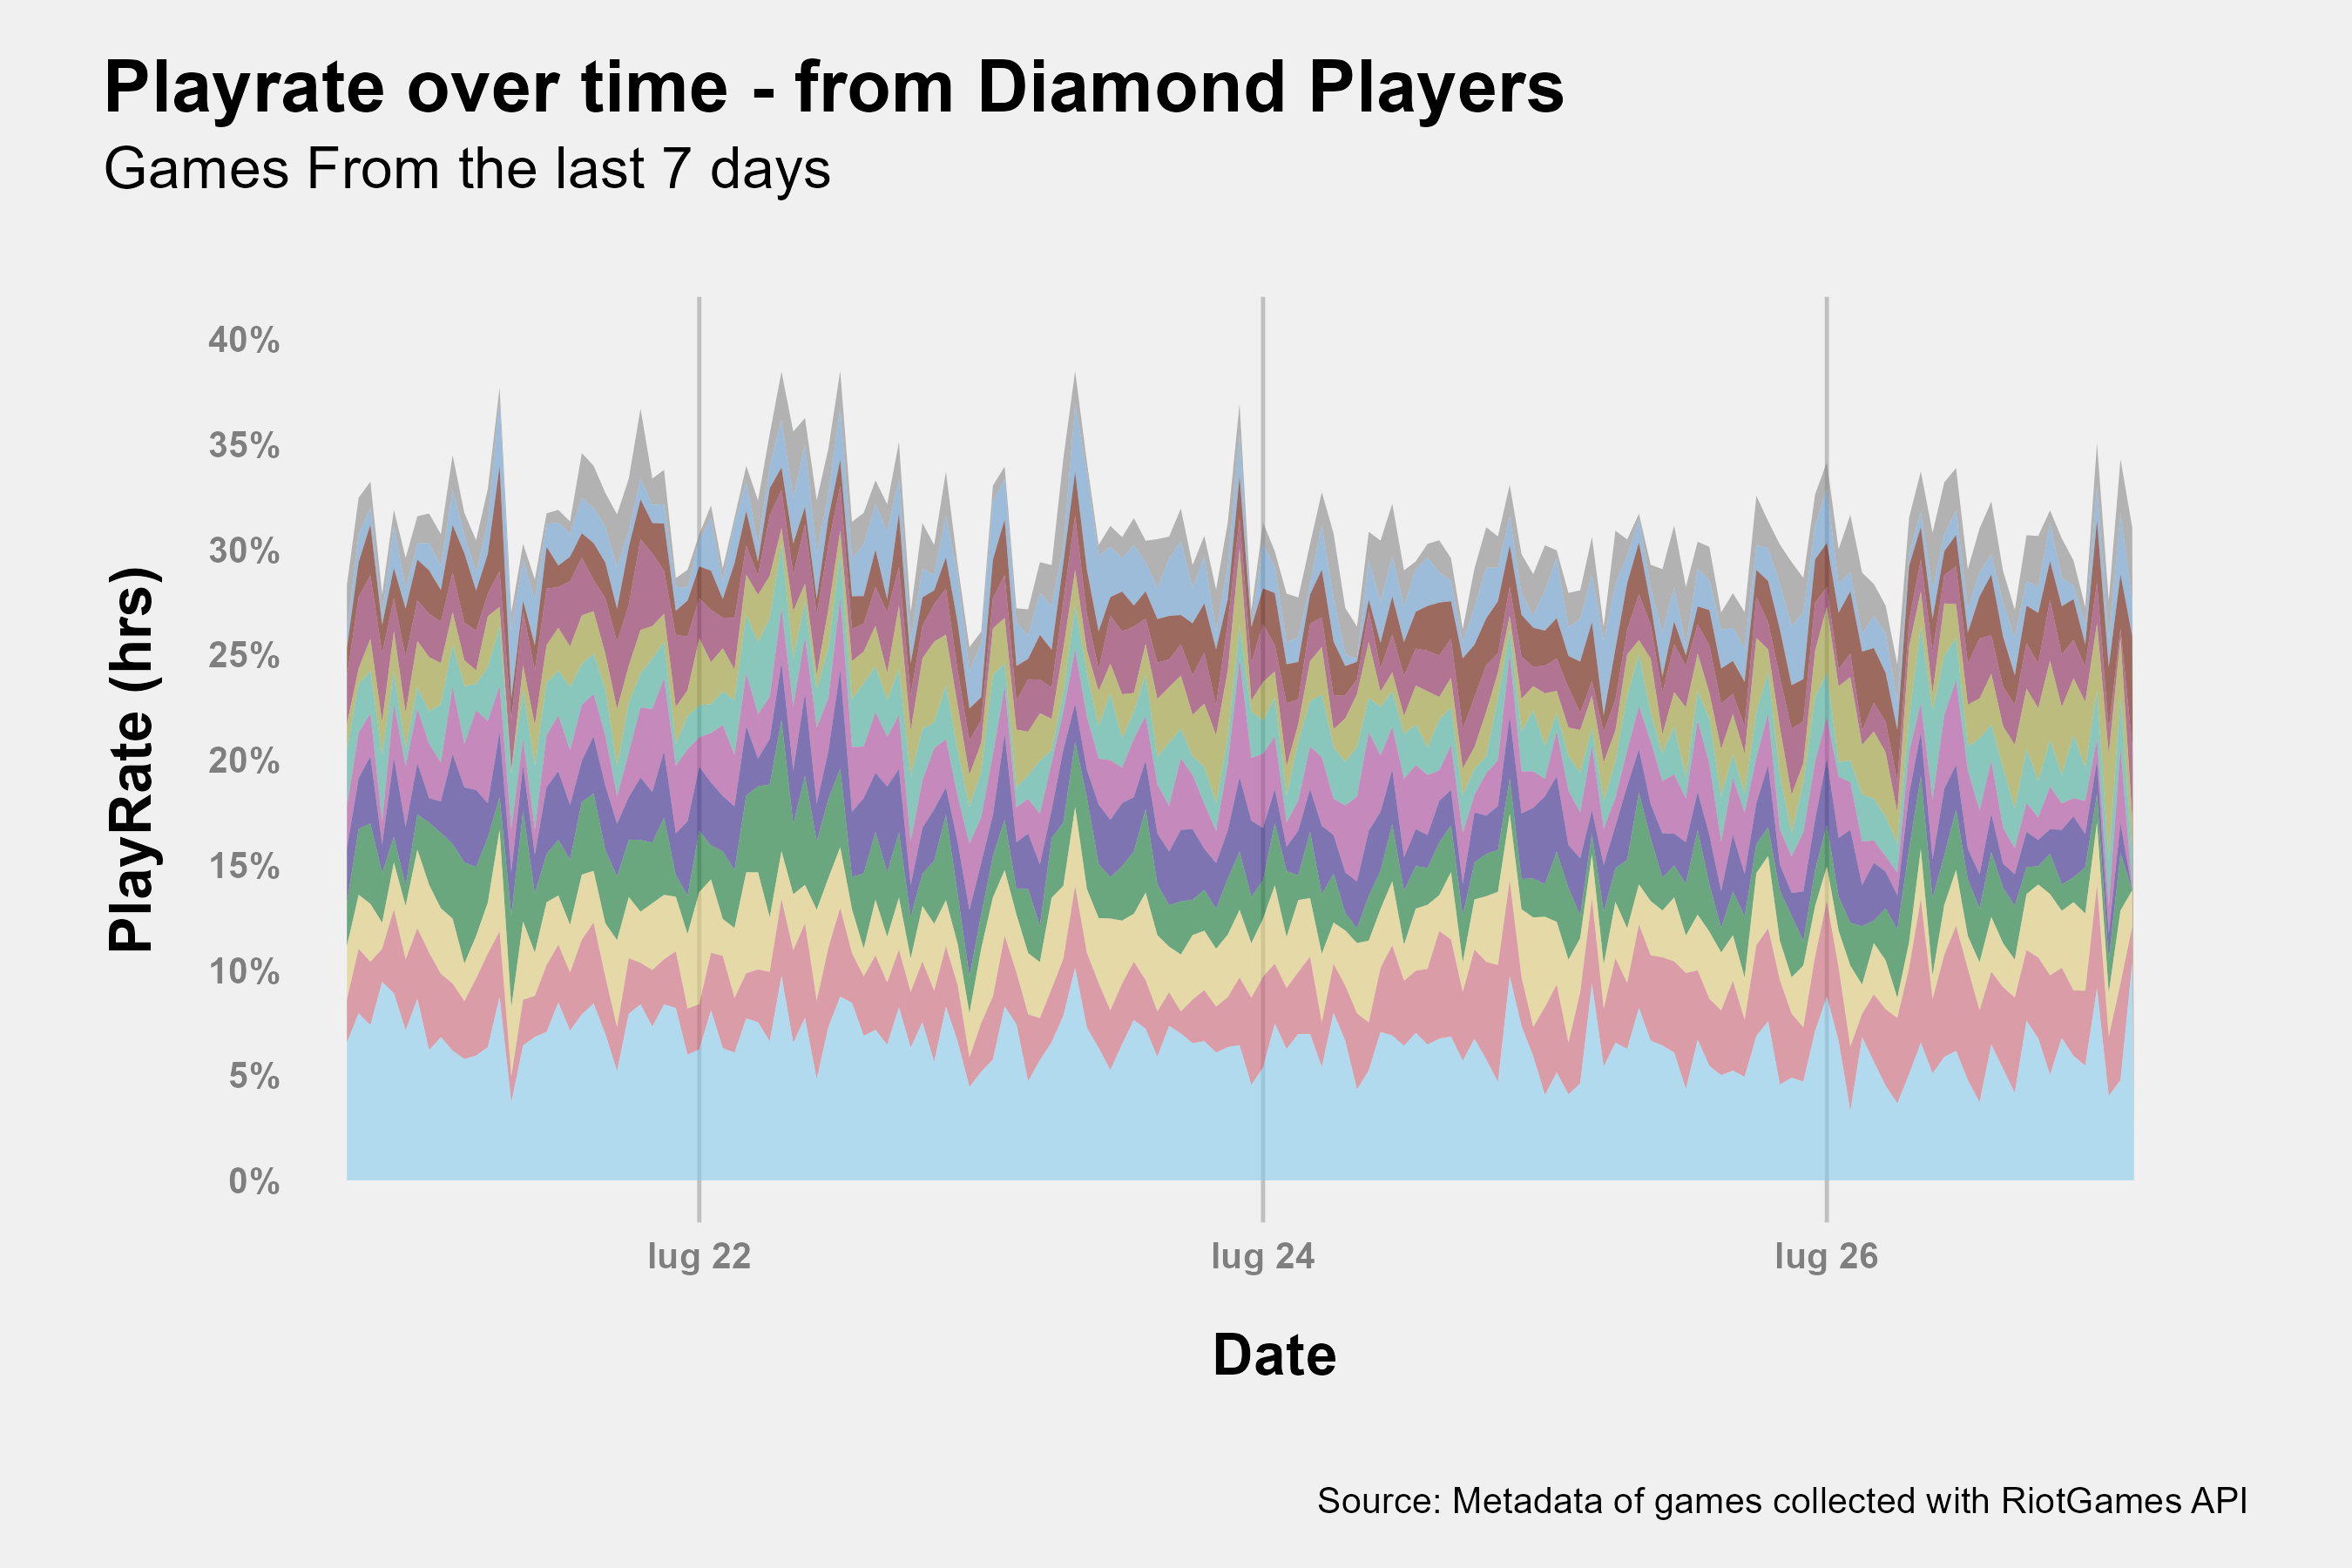 Playrate over time - from Diamond Players
Games From the last 7 days
PlayRate (hrs)
40%
35%
30%
25%
20%
15%
10%
5%
0%
lug 22
lug 24
lug 26
Date
Source: Metadata of games collected with RiotGames API